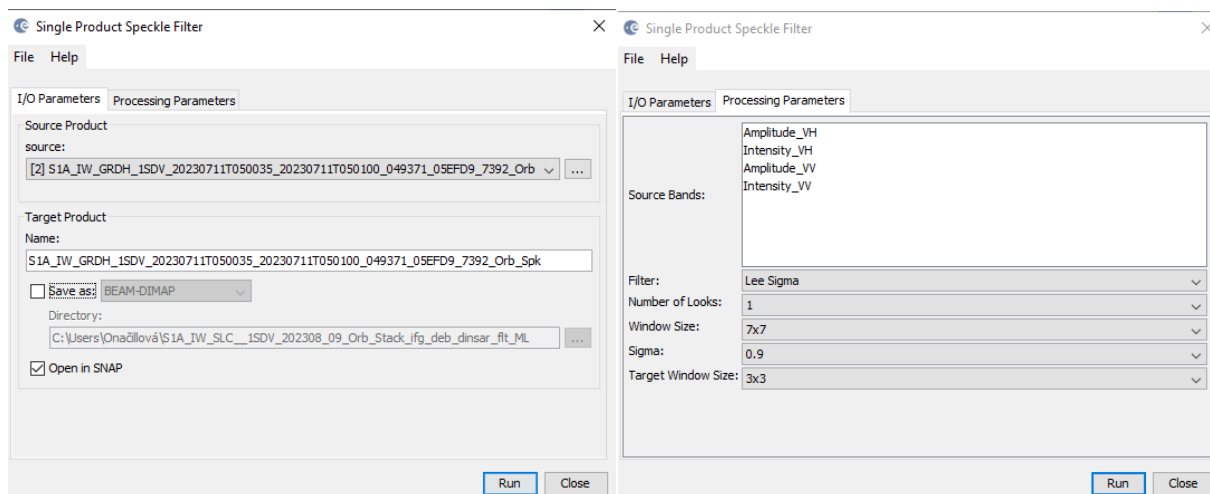 Single Product Speckle Filter
File Help
I/O Parameters Processing Parameters
Source Product
source:
[2] S1A_IW_GRDH_1SDV_20230711T050035_20230711T050100_049371_05EFD9_7392_Orb
...
Target Product
Name:
S1A_IW_GRDH_1SDV_20230711T050035_20230711T050100_049371_05EFD9_7392_Orb_Spk
Save as: BEAM-DIMAP
Directory:
C:\Users\Onačillová\S1A_IW_SLC__1SDV_202308_09_Orb_Stack_ifg_deb_dinsar_flt_ML
...
Open in SNAP
Run Close
Single Product Speckle Filter
File Help
I/O Parameters Processing Parameters
Source Bands:
Amplitude_VH
Intensity_VH
Amplitude_VV
Intensity_VV
Filter: Lee Sigma
Number of Looks: 1
Window Size: 7x7
Sigma: 0.9
Target Window Size: 3x3
Run Close